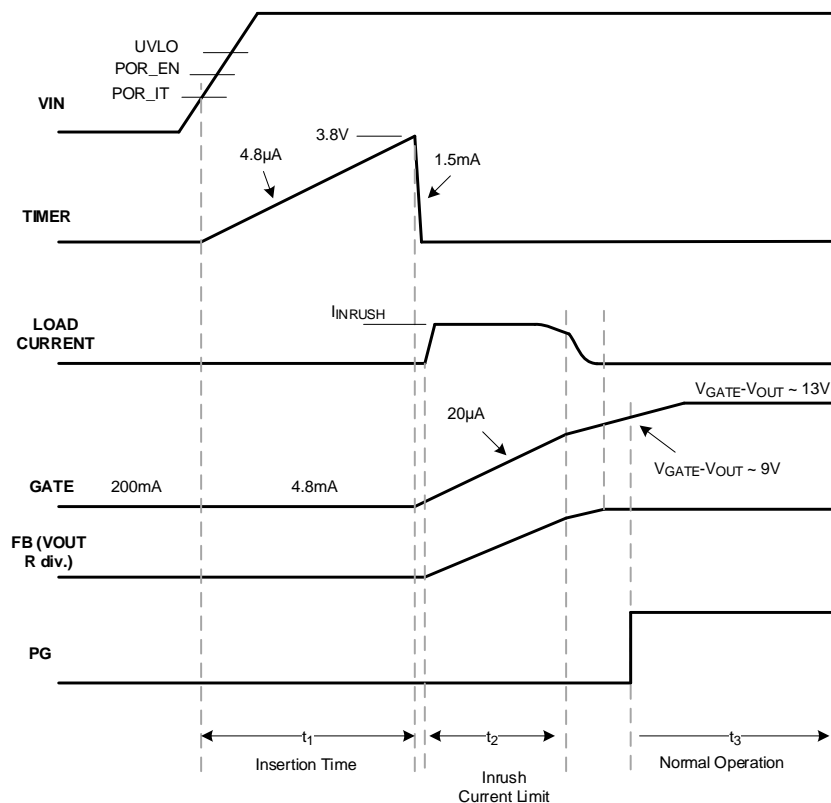 UVLO
POR_EN
POR_IT
VIN
3.8V
4.8µA
1.5mA
TIMER
IINRUSH
LOAD
CURRENT
VGATE-VOUT ~ 13V
20µA
VGATE-VOUT ~ 9V
GATE
200mA
4.8mA
FB (VOUT
R div.)
PG
t1
t2
t3
Insertion Time
Inrush
Current Limit
Normal Operation